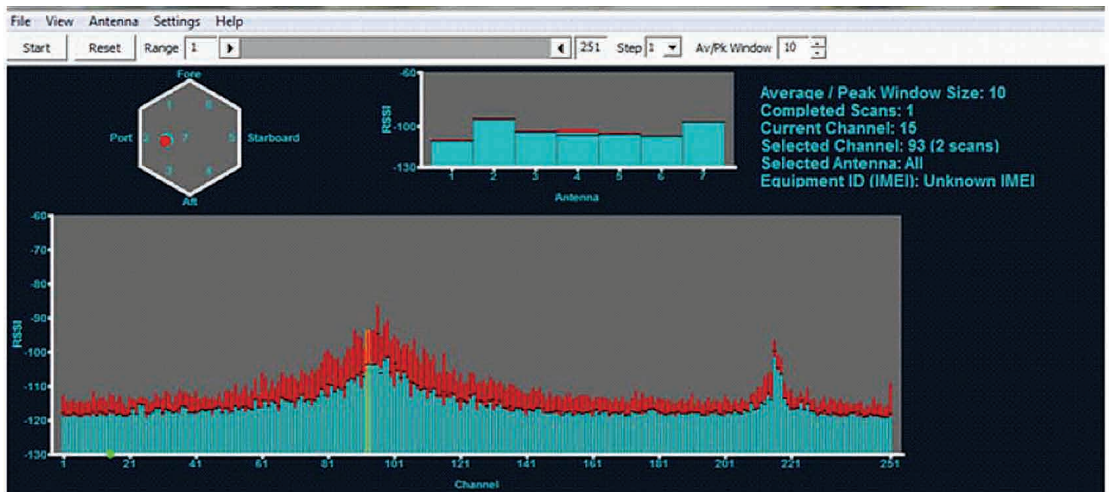 File View Antenna Settings Help
Start Reset Range 1 251 Step 1 Av/Pk Window 10
Fore
1 6
Port 2 7 5 Starboard
3 4
Aft
-60
RSSI
-100
-130
1 2 3 4 5 6 7
Antenna
Average / Peak Window Size: 10
Completed Scans: 1
Current Channel: 15
Selected Channel: 93 (2 scans)
Selected Antenna: All
Equipment ID (IMEI): Unknown IMEI
-60
-70
-80
-90
RSSI
-100
-110
-120
-130
1 21 41 61 81 101 121 141 161 181 201 221 251
Channel